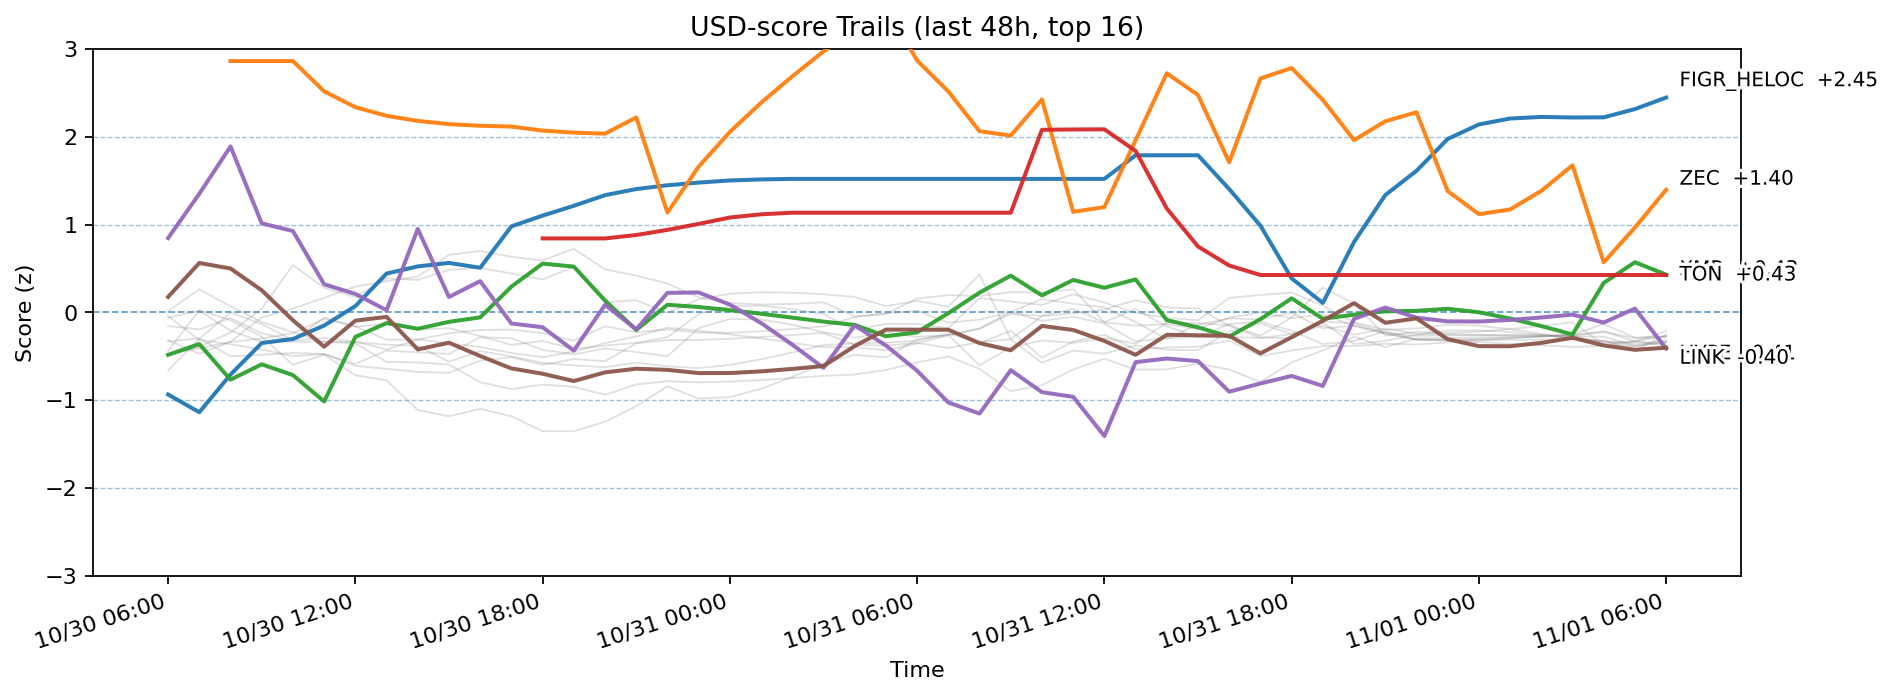 USD-score Trails (last 48h, top 16)
3
2
1
0
−1
−2
−3
Score (z)
FIGR_HELOC +2.45
ZEC +1.40
TON +0.43
LINK -0.40
10/30 06:00
10/30 12:00
10/30 18:00
10/31 00:00
10/31 06:00
10/31 12:00
10/31 18:00
11/01 00:00
11/01 06:00
Time